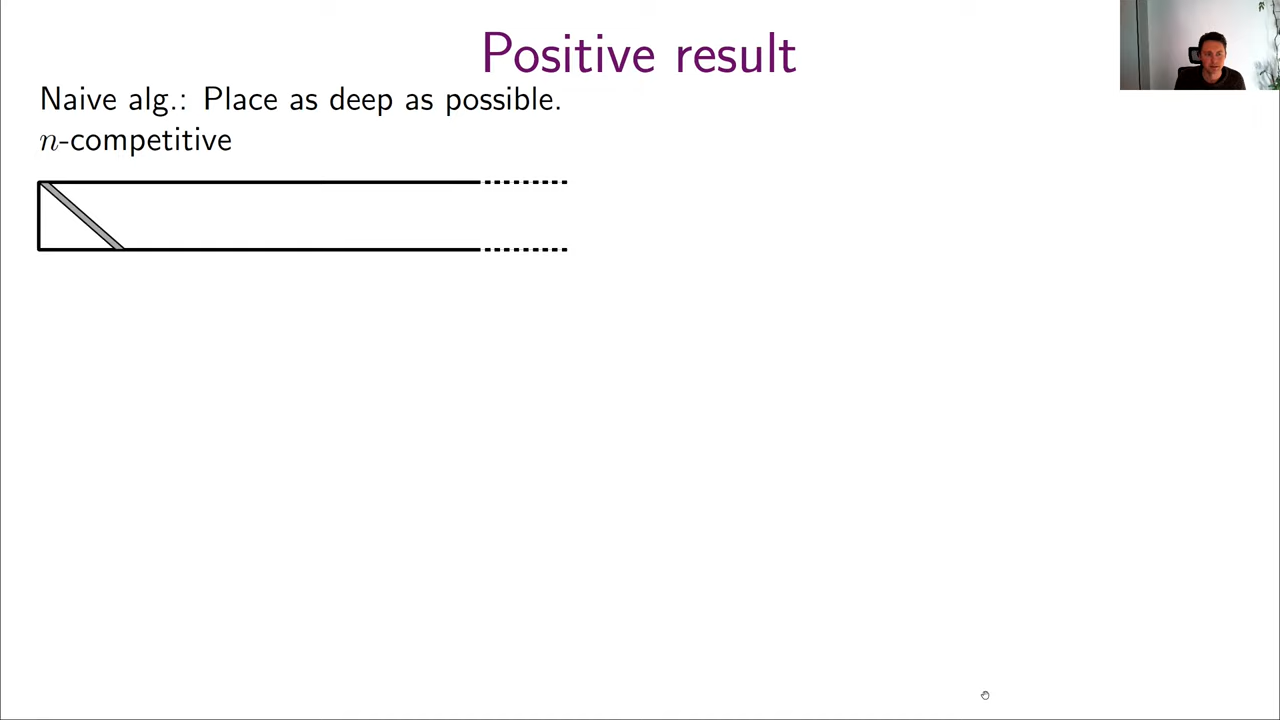 Positive result
Naive alg.: Place as deep as possible.
n-competitive